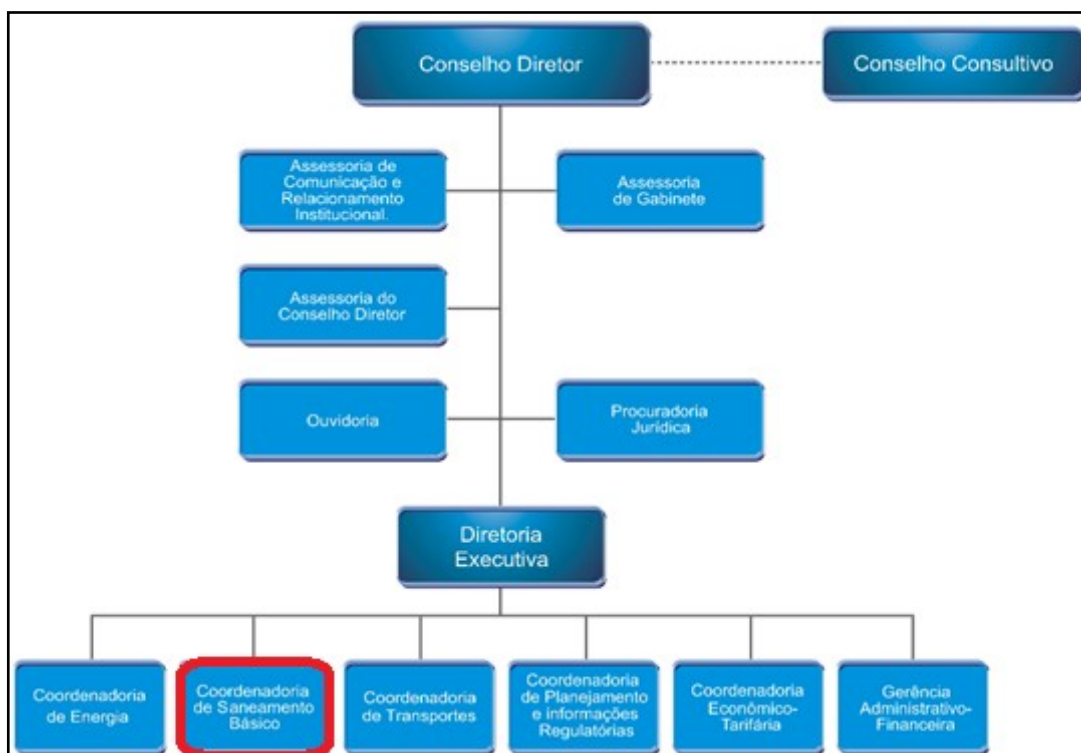 Conselho Diretor
Conselho Consultivo
Assessoria de
Comunicação e
Relacionamento
Institucional.
Assessoria
de Gabinete
Assessoria do
Conselho Diretor
Ouvidoria
Procuradoria
Jurídica
Diretoria
Executiva
Coordenadoria
de Energia
Coordenadoria
de Saneamento
Básico
Coordenadoria
de Transportes
Coordenadoria
de Planejamento
e informações
Regulatórias
Coordenadoria
Econômico-
Tarifária
Gerência
Administrativo-
Financeira